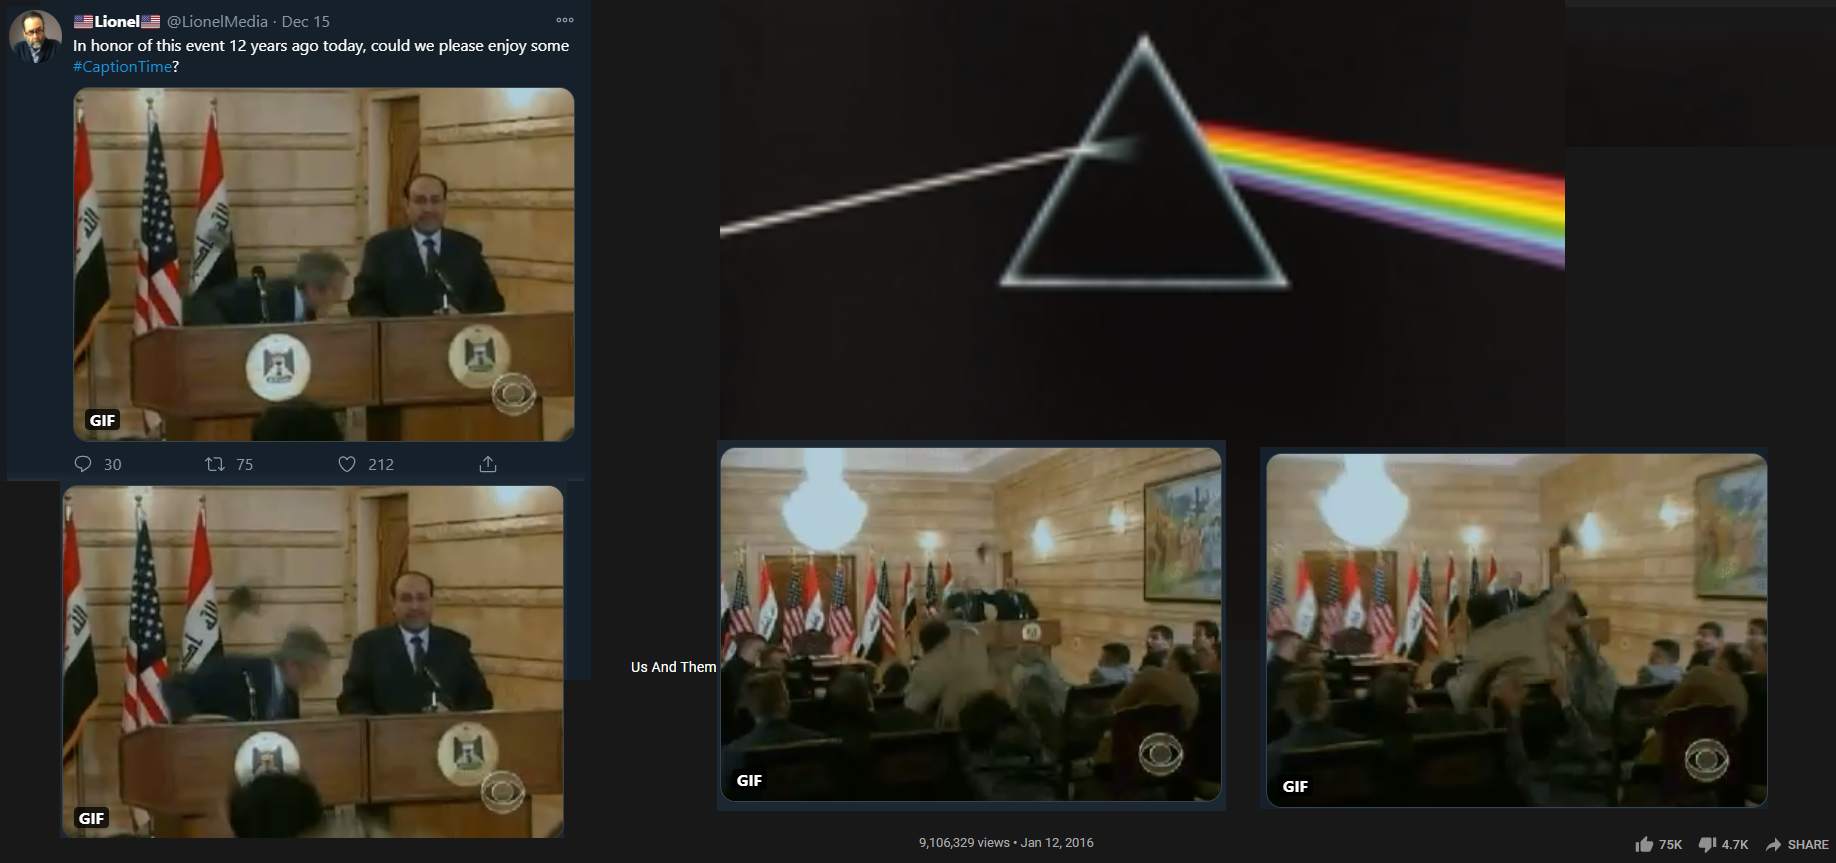 Lionel @LionelMedia · Dec 15
In honor of this event 12 years ago today, could we please enjoy some
#CaptionTime?
GIF
30 75 212
GIF
Us And Them
GIF
GIF
9,106,329 views • Jan 12, 2016
75K 4.7K SHARE